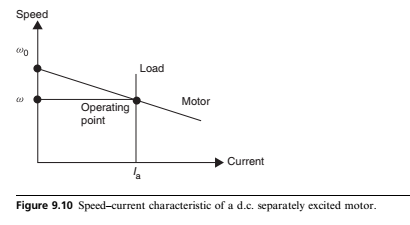 Speed
ω0
Load
ω
Operating
point
Motor
Current
Ia
Figure 9.10 Speed–current characteristic of a d.c. separately excited motor.